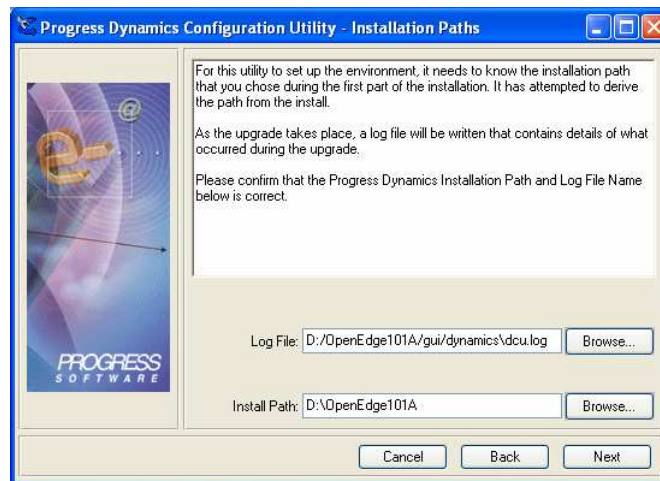 Progress Dynamics Configuration Utility - Installation Paths
For this utility to set up the environment, it needs to know the installation path
that you chose during the first part of the installation. It has attempted to derive
the path from the install.
As the upgrade takes place, a log file will be written that contains details of what
occurred during the upgrade.
Please confirm that the Progress Dynamics Installation Path and Log File Name
below is correct.
@
e-
PROGRESS
SOFTWARE
Log File: D:/OpenEdge101A/gui/dynamics\dcu.log Browse...
Install Path: D:\OpenEdge101A Browse...
Cancel Back Next